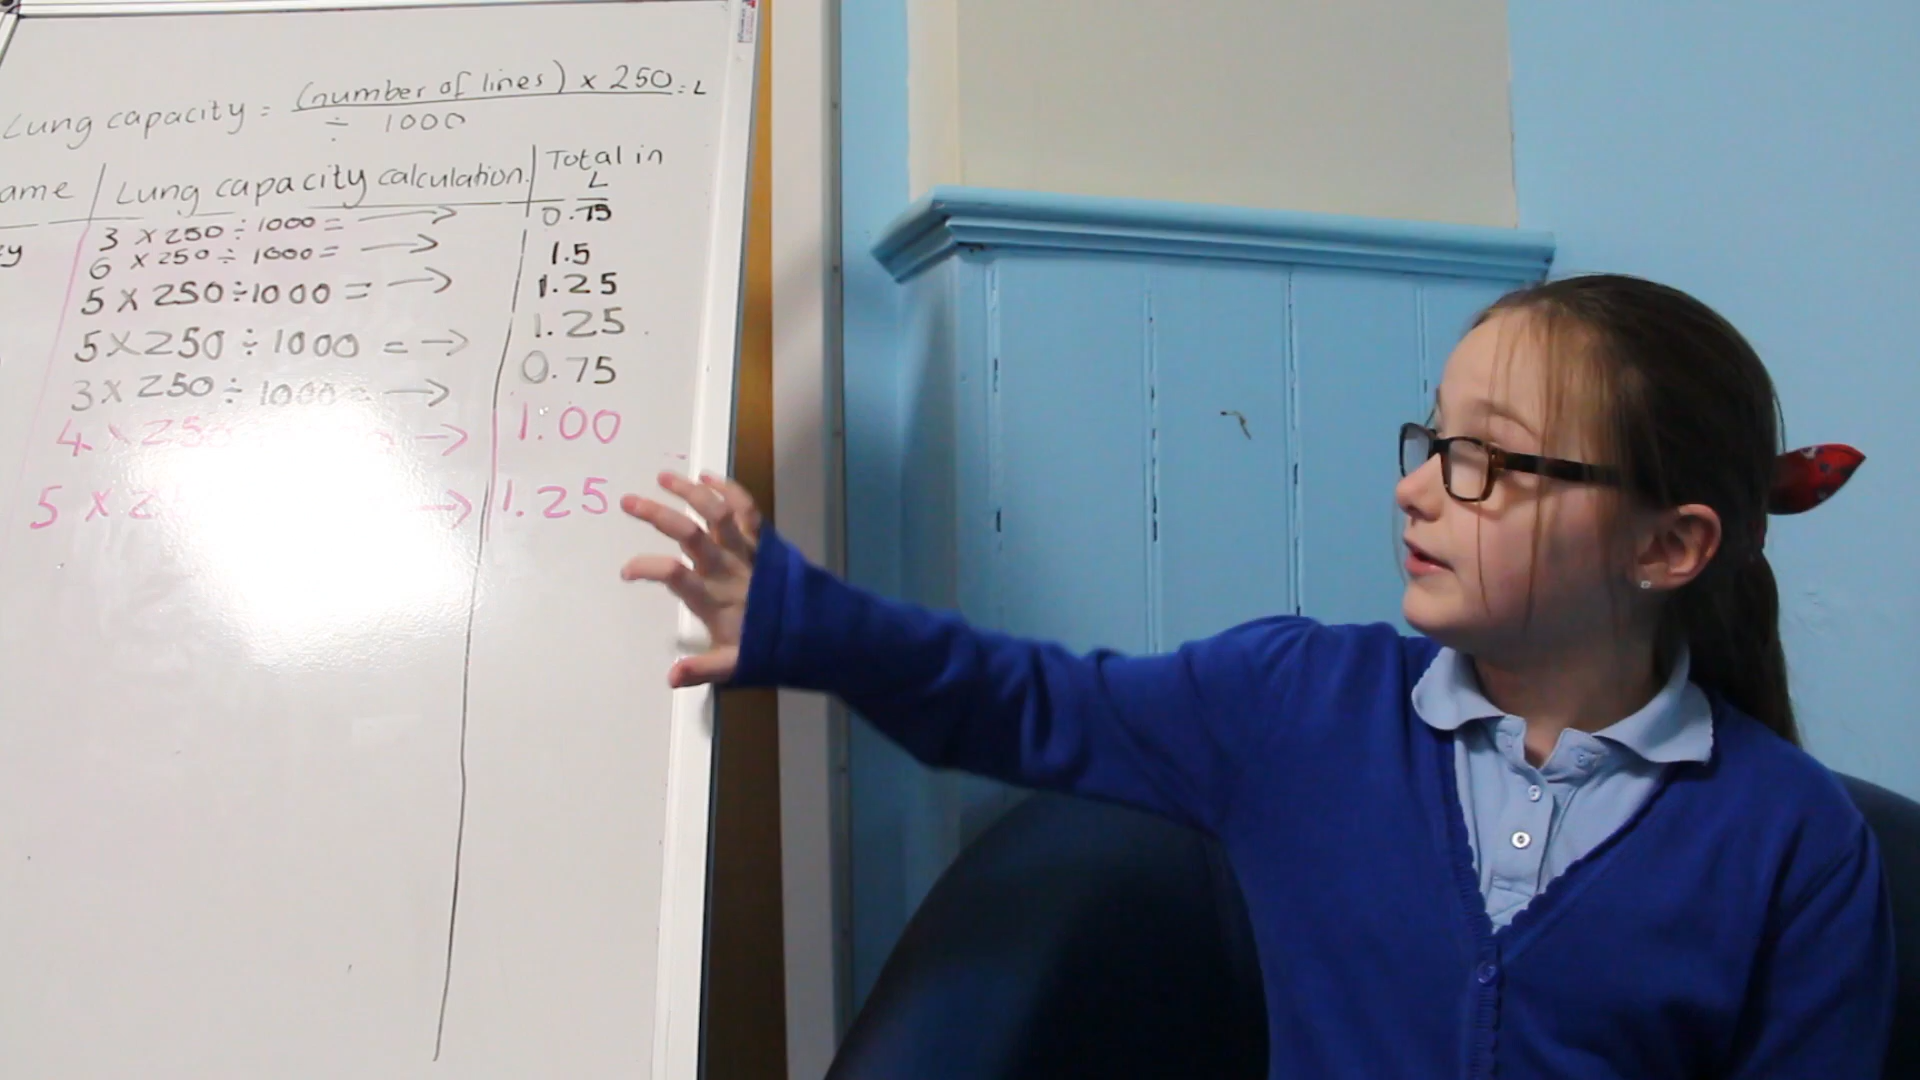 (number of lines) x 250 = L
Lung capacity =
÷ 1000
ame / Lung capacity calculation. Total in L
3 x 250 ÷ 1000 = → 0.75
6 x 250 ÷ 1000 = → 1.5
5 x 250 ÷ 1000 = → 1.25
5 x 250 ÷ 1000 = → 1.25
3 x 250 ÷ 1000 = → 0.75
4 x 250 → 1.00
5 x 2 → 1.25